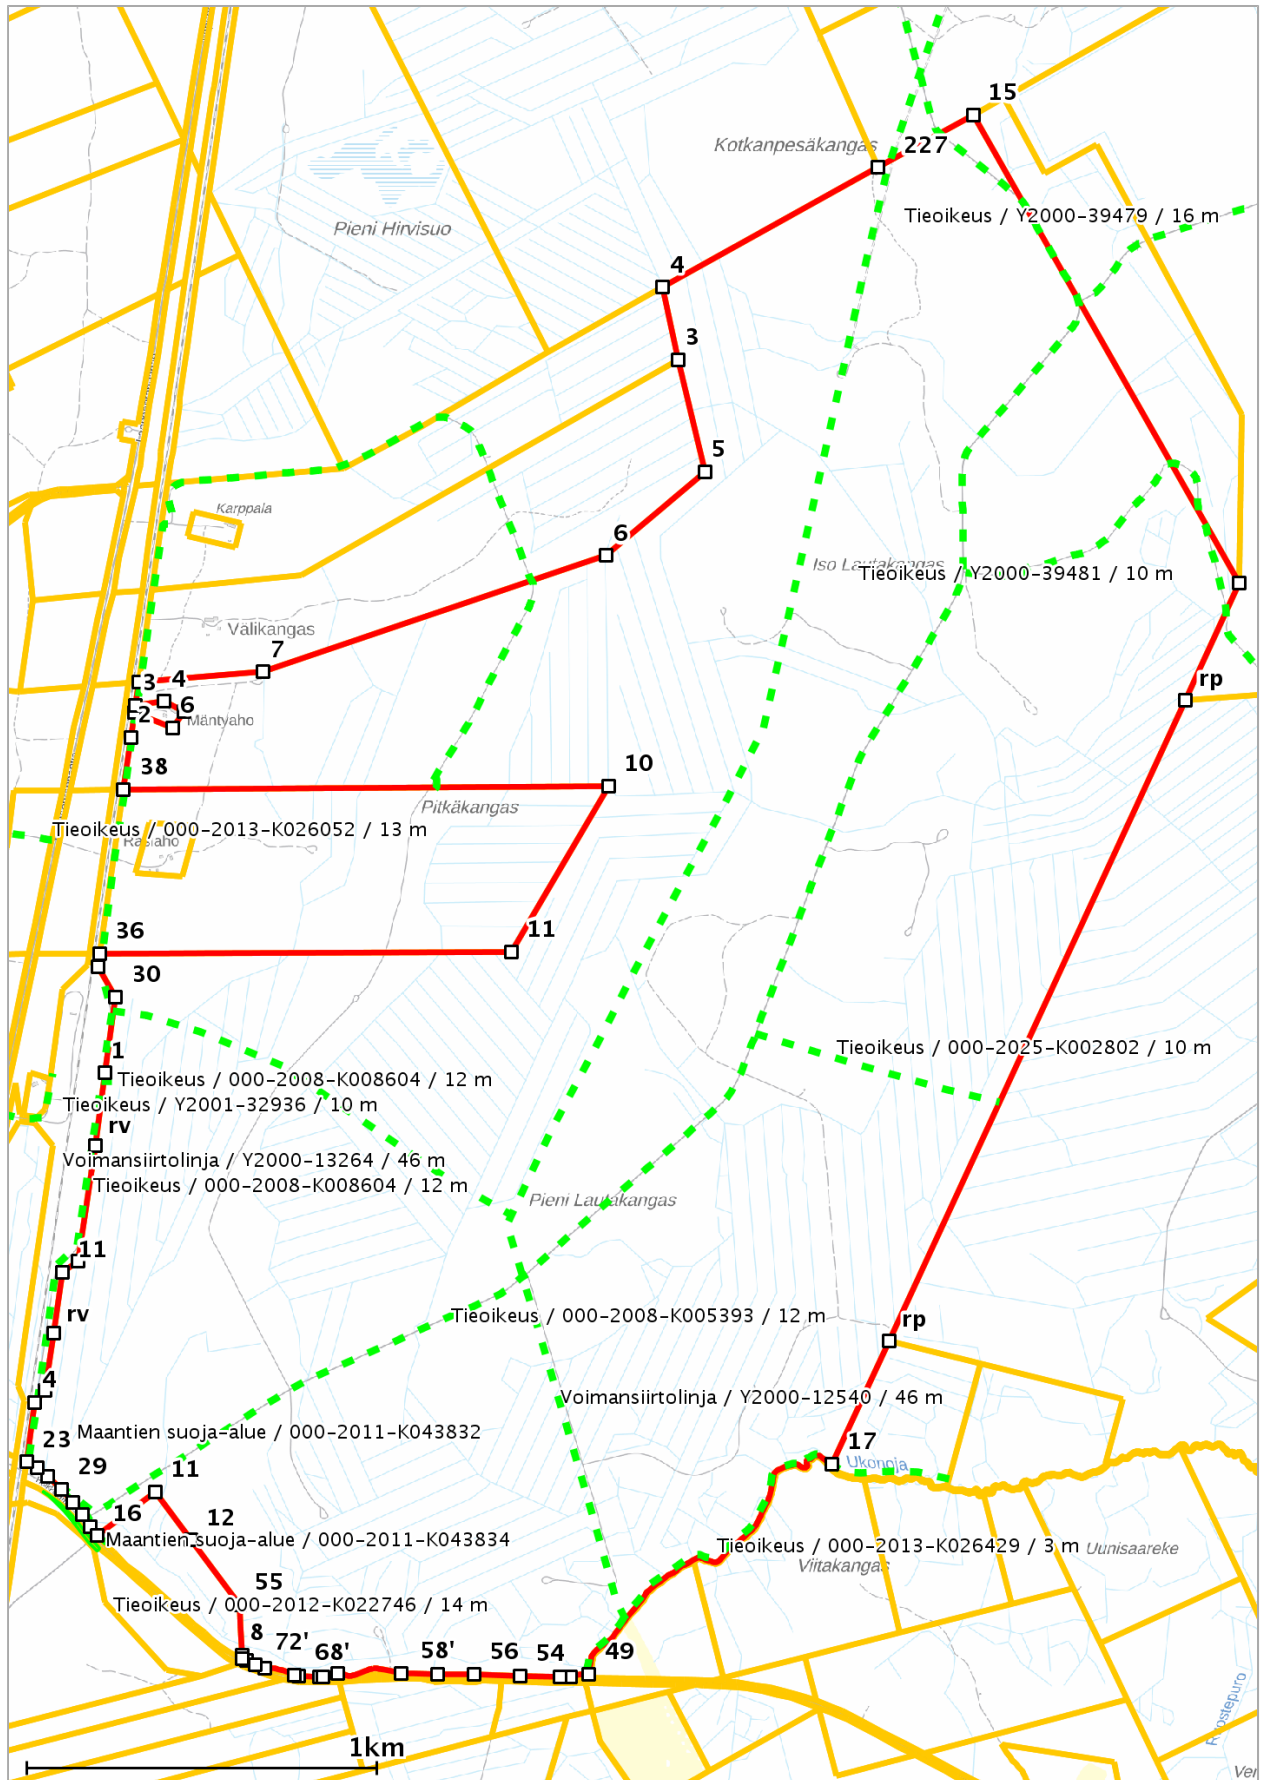 15
Kotkanpesäkangas
227
Tieoikeus / Y2000-39479 / 16 m
Pieni Hirvisuo
4
3
5
Karppala
6
Iso Lautakangas
Tieoikeus / Y2000-39481 / 10 m
Välikangas
7
3
4
rp
6
2
Mäntyaho
38
10
Pitkäkangas
Tieoikeus / 000-2013-K026052 / 13 m
36
11
30
1
Tieoikeus / 000-2025-K002802 / 10 m
Tieoikeus / 000-2008-K008604 / 12 m
Tieoikeus / Y2001-32936 / 10 m
rv
Voimansiirtolinja / Y2000-13264 / 46 m
Tieoikeus / 000-2008-K008604 / 12 m
Pieni Lautakangas
11
rv
Tieoikeus / 000-2008-K005393 / 12 m
rp
4
Voimansiirtolinja / Y2000-12540 / 46 m
23
Maantien suoja-alue / 000-2011-K043832
17
Ukonoja
29
11
16
12
Maantien suoja-alue / 000-2011-K043834
Tieoikeus / 000-2013-K026429 / 3 m
Uunisaareke
Viitakangas
55
Tieoikeus / 000-2012-K022746 / 14 m
8
72'
68'
58'
56
54
49
Ruostepuro
1km
Ver